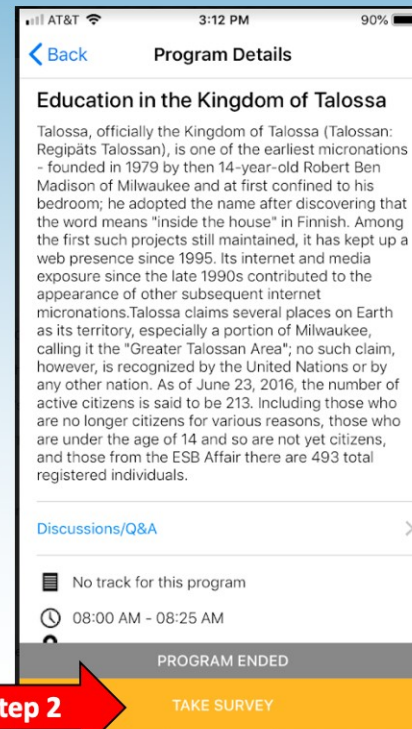 AT&T 3:12 PM 90%
Back Program Details
Education in the Kingdom of Talossa
Talossa, officially the Kingdom of Talossa (Talossan:
Regipäts Talossan), is one of the earliest micronations
- founded in 1979 by then 14-year-old Robert Ben
Madison of Milwaukee and at first confined to his
bedroom; he adopted the name after discovering that
the word means "inside the house" in Finnish. Among
the first such projects still maintained, it has kept up a
web presence since 1995. Its internet and media
exposure since the late 1990s contributed to the
appearance of other subsequent internet
micronations.Talossa claims several places on Earth
as its territory, especially a portion of Milwaukee,
calling it the "Greater Talossan Area"; no such claim,
however, is recognized by the United Nations or by
any other nation. As of June 23, 2016, the number of
active citizens is said to be 213. Including those who
are no longer citizens for various reasons, those who
are under the age of 14 and so are not yet citizens,
and those from the ESB Affair there are 493 total
registered individuals.
Discussions/Q&A
No track for this program
08:00 AM - 08:25 AM
PROGRAM ENDED
tep 2 TAKE SURVEY